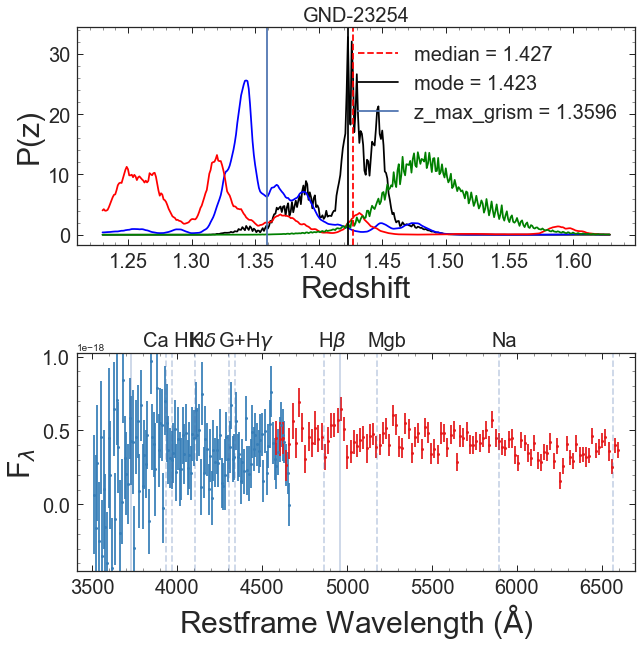 GND-23254
median = 1.427
mode = 1.423
z_max_grism = 1.3596
P(z)
30
20
10
0
1.25 1.30 1.35 1.40 1.45 1.50 1.55 1.60
Redshift
1e-18
Ca HK Hδ G+Hγ Hβ Mgb Na
F_λ
1.0
0.5
0.0
3500 4000 4500 5000 5500 6000 6500
Restframe Wavelength (Å)